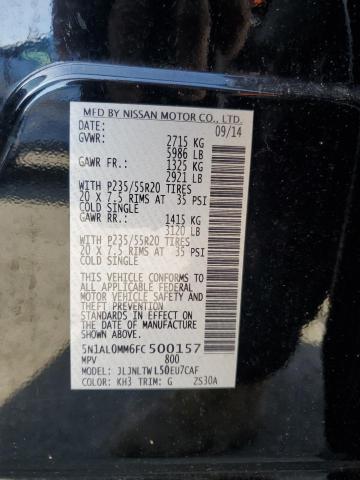 MFD BY NISSAN MOTOR CO., LTD.
DATE: 09/14
GVWR: 2715 KG
5986 LB
GAWR FR.: 1325 KG
2921 LB
WITH P235/55R20 TIRES
20 X 7.5 RIMS AT 35 PSI
COLD SINGLE
GAWR RR.: 1415 KG
3120 LB
WITH P235/55R20 TIRES
20 X 7.5 RIMS AT 35 PSI
COLD SINGLE
THIS VEHICLE CONFORMS
TO ALL APPLICABLE FEDERAL
MOTOR VEHICLE
SAFETY AND THEFT
PREVENTION STANDARDS
IN EFFECT ON THE DATE OF
MANUFACTURE SHOWN ABOVE.
5N1AL0MM6FC500157
MPV 800
MODEL: JLJNLTWL50EU7CAF
COLOR: KH3 TRIM: G ZS30A